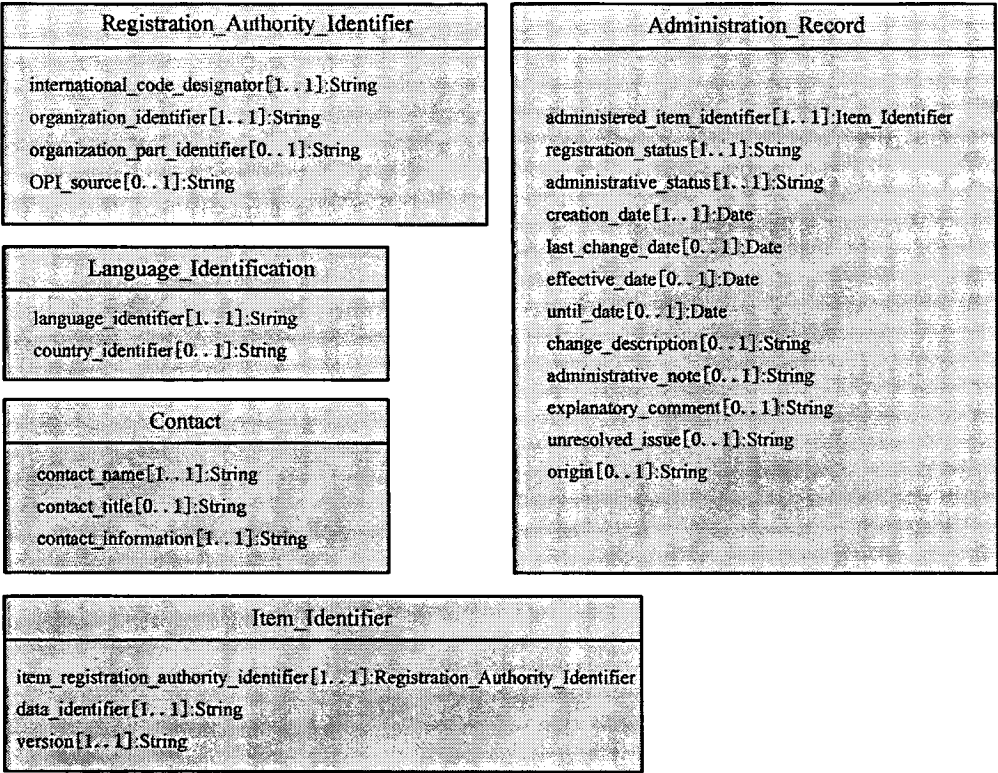 Registration_Authority_Identifier
international_code_designator[1. . 1]:String
organization_identifier[1. . 1]:String
organization_part_identifier[0. . 1]:String
OPI_source[0. . 1]:String
Language_Identification
language_identifier[1. . 1]:String
country_identifier[0. . 1]:String
Contact
contact_name[1. . 1]:String
contact_title[0. . 1]:String
contact_information[1. . 1]:String
Administration_Record
administered_item_identifier[1. . 1]:Item_Identifier
registration_status[1. . 1]:String
administrative_status[1. . 1]:String
creation_date[1. . 1]:Date
last_change_date[0. . 1]:Date
effective_date[0. . 1]:Date
until_date[0. . 1]:Date
change_description[0. . 1]:String
administrative_note[0. . 1]:String
explanatory_comment[0. . 1]:String
unresolved_issue[0. . 1]:String
origin[0. . 1]:String
Item_Identifier
item_registration_authority_identifier[1. . 1]:Registration_Authority_Identifier
data_identifier[1. . 1]:String
version[1. . 1]:String